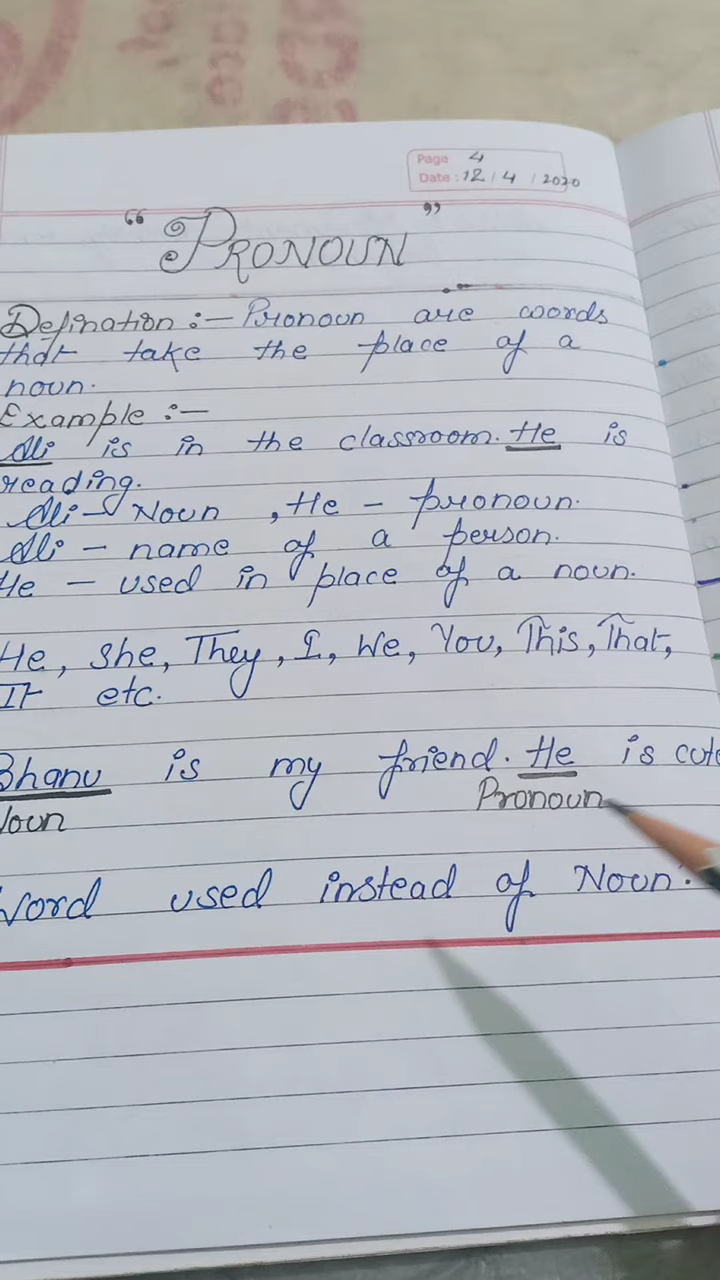 Page 4
Date : 12 / 4 / 2020
"PRONOUN"
Defination :- Pronoun are words
that take the place of a
noun.
Example :-
Ali is in the classroom. He is
reading.
Ali - Noun , He - pronoun.
Ali - name of a person.
He - used in place of a noun.
He, She, They, I, We, You, This, That,
It etc.
Bhanu is my friend. He is cute
Noun Pronoun
Word used instead of Noun.